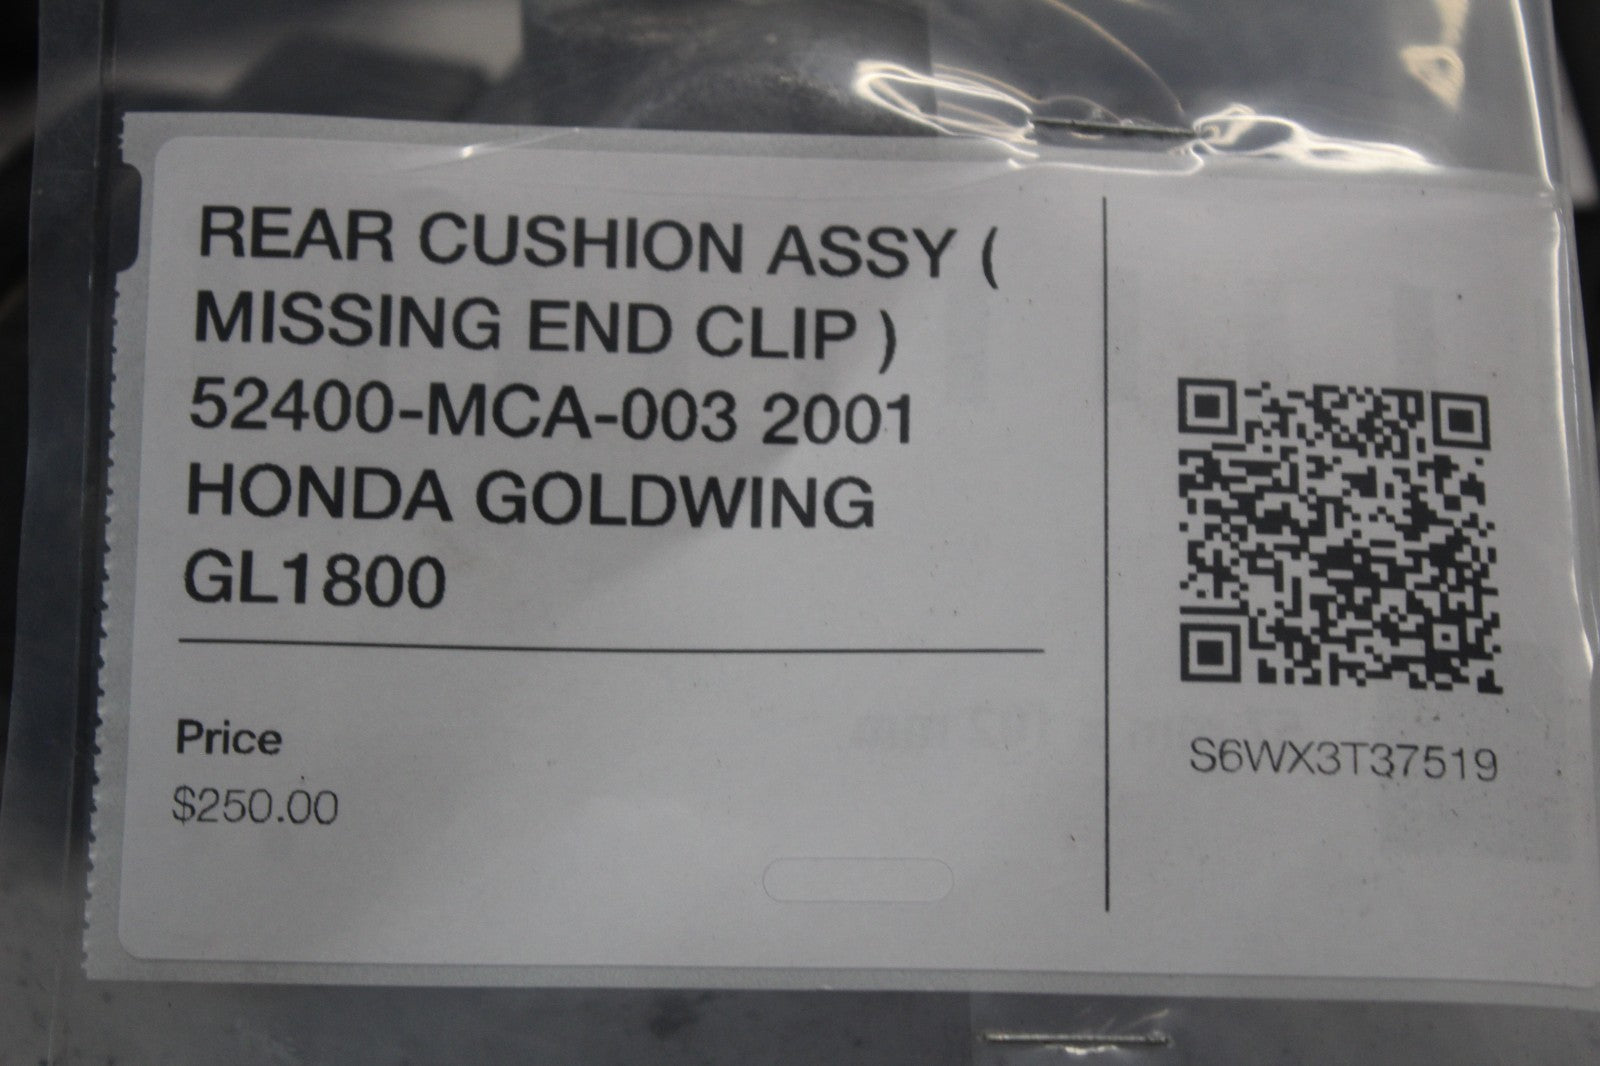 REAR CUSHION ASSY (
MISSING END CLIP )
52400-MCA-003 2001
HONDA GOLDWING
GL1800
Price
$250.00
S6WX3T37519